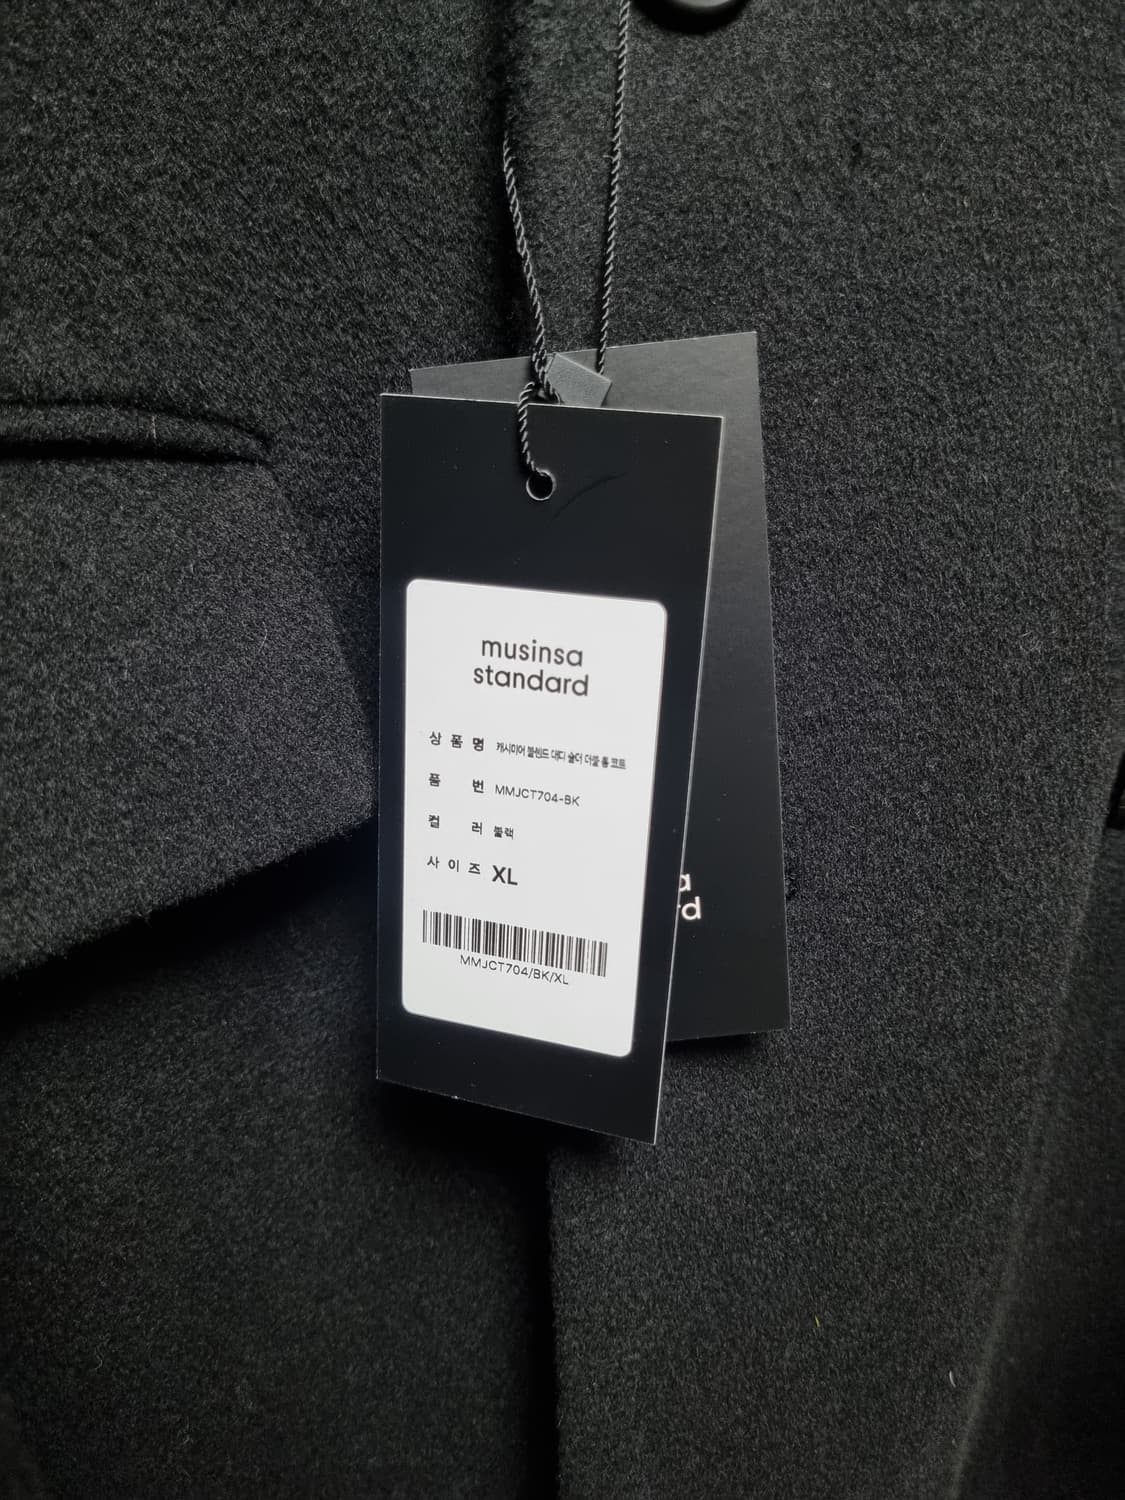 musinsa
standard
상품명 캐시미어 블렌드 대디 숄더 더블 롱 코트
품번 MMJCT704-BK
컬러 블랙
사이즈 XL
MMJCT704/BK/XL
a
rd